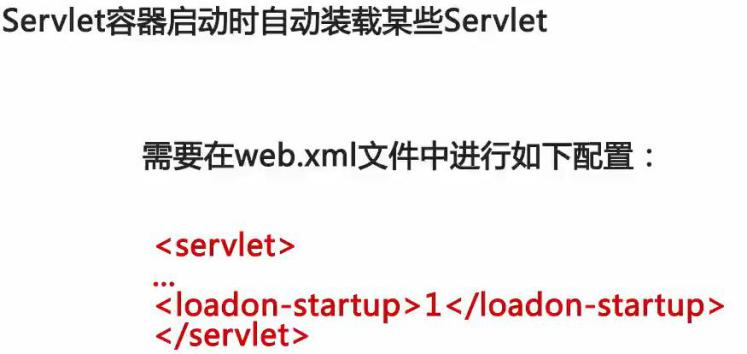 Servlet容器启动时自动装载某些Servlet
需要在web.xml文件中进行如下配置：
<servlet>
...
<loadon-startup>1</loadon-startup>
</servlet>